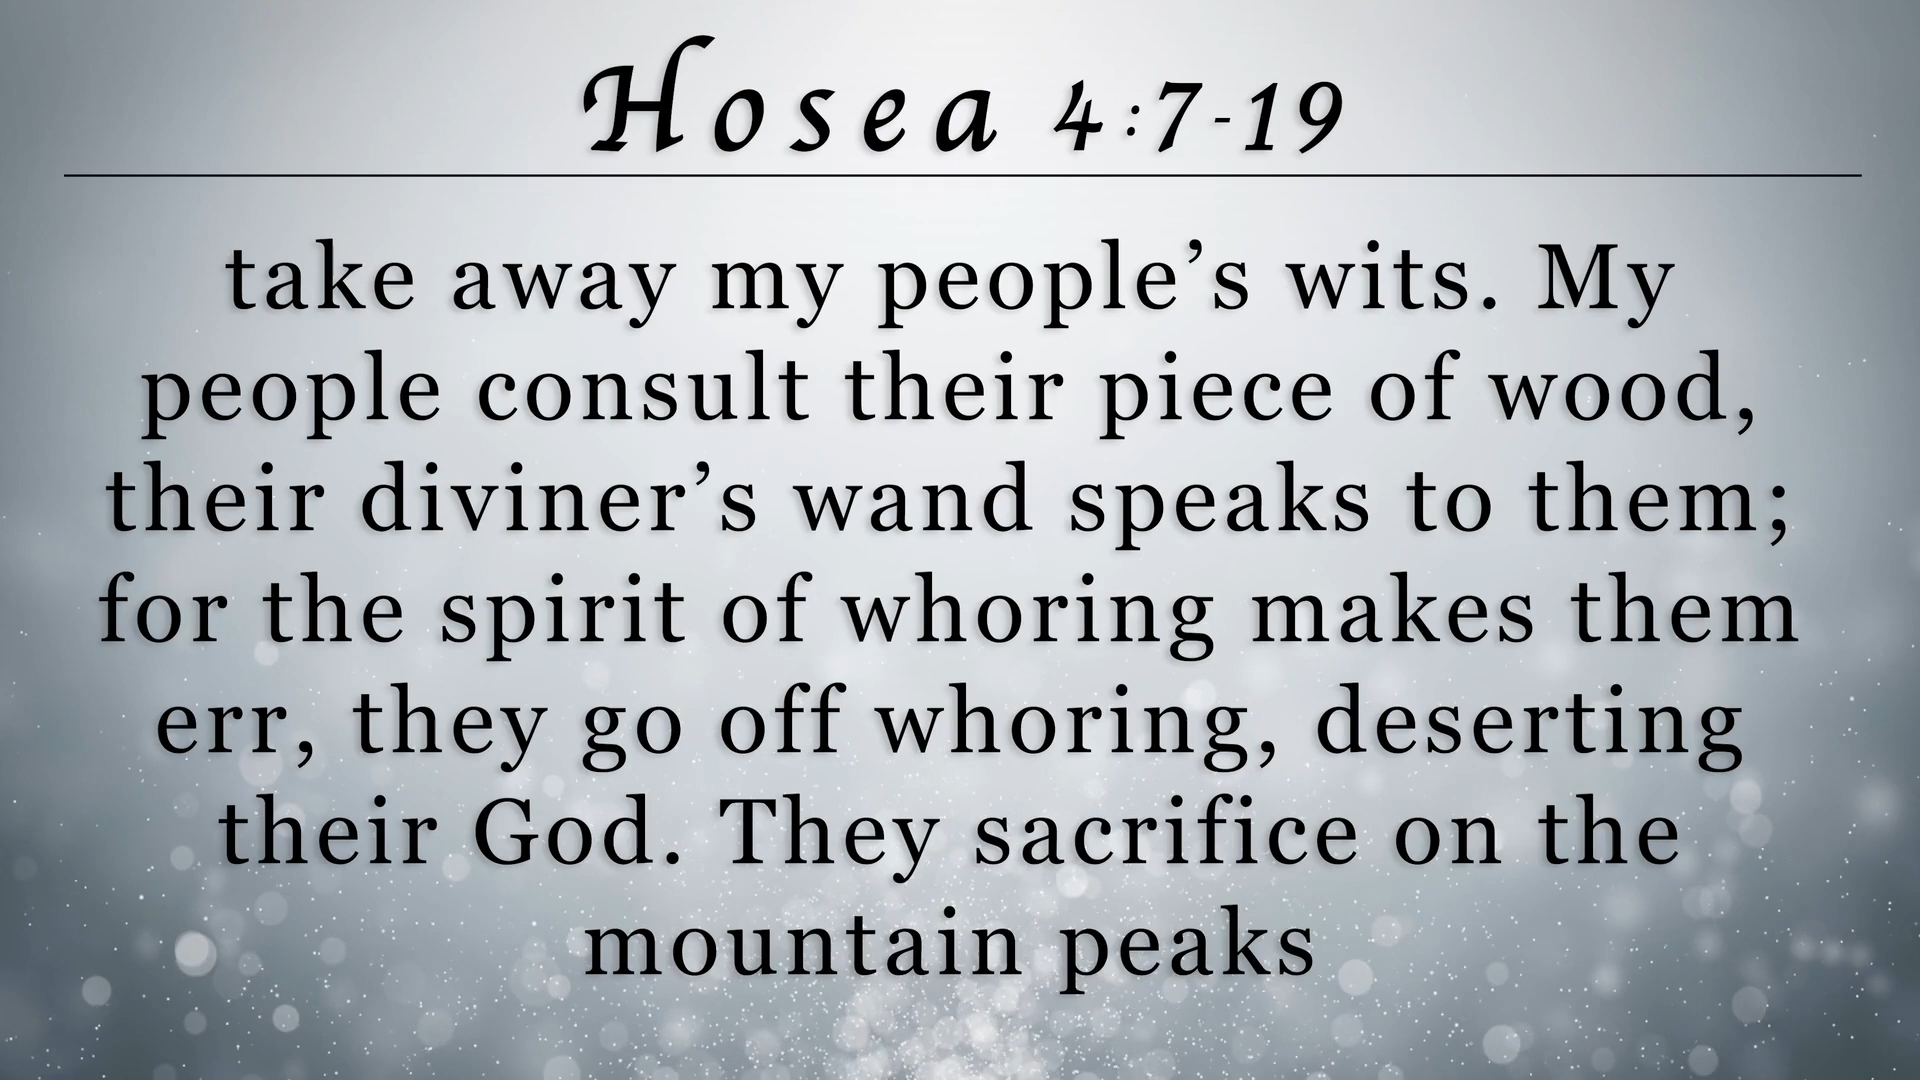 Hosea 4:7-19
take away my people’s wits. My
people consult their piece of wood,
their diviner’s wand speaks to them;
for the spirit of whoring makes them
err, they go off whoring, deserting
their God. They sacrifice on the
mountain peaks